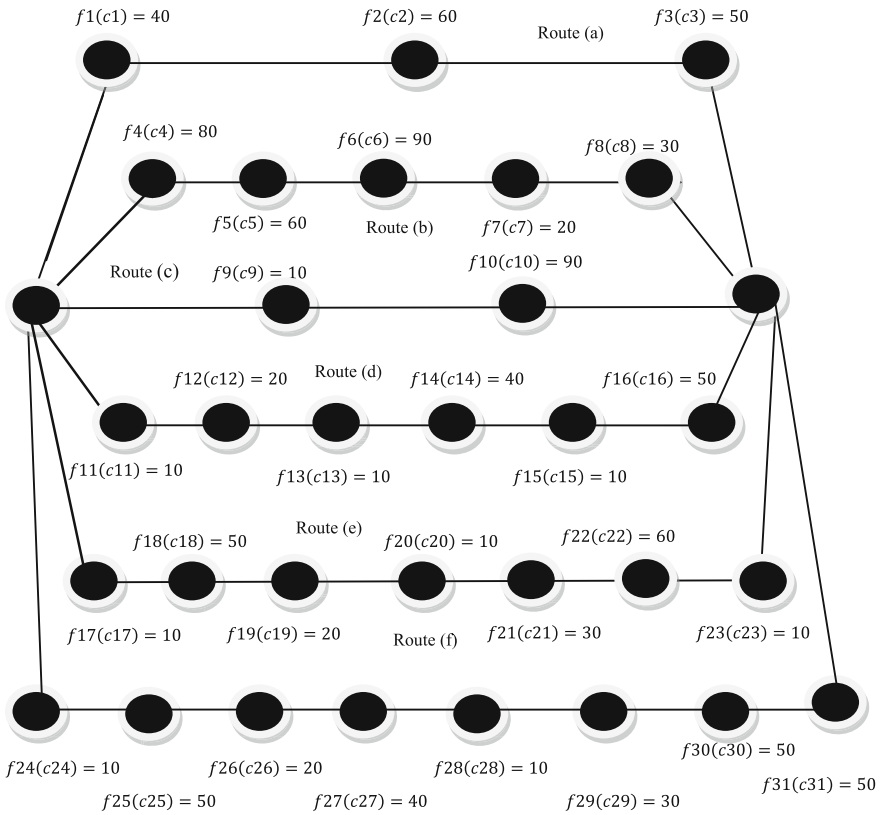 f1(c1) = 40
f2(c2) = 60
Route (a)
f3(c3) = 50
f4(c4) = 80
f6(c6) = 90
f8(c8) = 30
f5(c5) = 60
Route (b)
f7(c7) = 20
Route (c)
f9(c9) = 10
f10(c10) = 90
f12(c12) = 20
Route (d)
f14(c14) = 40
f16(c16) = 50
f11(c11) = 10
f13(c13) = 10
f15(c15) = 10
Route (e)
f18(c18) = 50
f20(c20) = 10
f22(c22) = 60
f17(c17) = 10
f19(c19) = 20
Route (f)
f21(c21) = 30
f23(c23) = 10
f24(c24) = 10
f26(c26) = 20
f28(c28) = 10
f30(c30) = 50
f25(c25) = 50
f27(c27) = 40
f29(c29) = 30
f31(c31) = 50